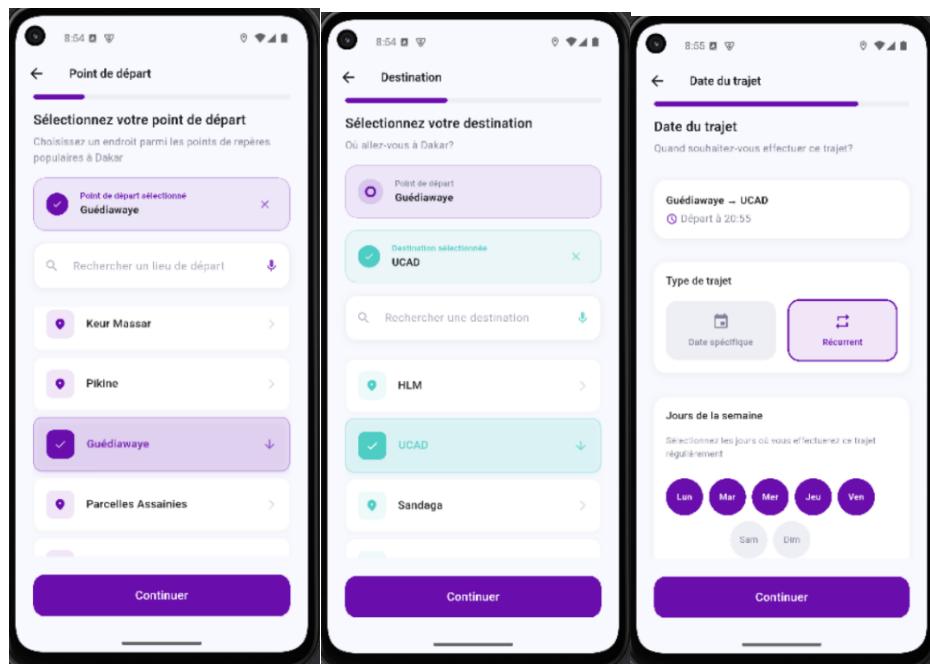 8:54
Point de départ
Sélectionnez votre point de départ
Choisissez un endroit parmi les points de repères
populaires à Dakar
Point de départ sélectionné
Guédiawaye
Rechercher un lieu de départ
Keur Massar
Pikine
Guédiawaye
Parcelles Assainies
Continuer
8:54
Destination
Sélectionnez votre destination
Où allez-vous à Dakar?
Point de départ
Guédiawaye
Destination sélectionnée
UCAD
Rechercher une destination
HLM
UCAD
Sandaga
Continuer
8:55
Date du trajet
Date du trajet
Quand souhaitez-vous effectuer ce trajet?
Guédiawaye → UCAD
Départ à 20:55
Type de trajet
Date spécifique
Récurrent
Jours de la semaine
Sélectionnez les jours où vous effectuerez ce trajet
régulièrement
Lun Mar Mer Jeu Ven
Sam Dim
Continuer